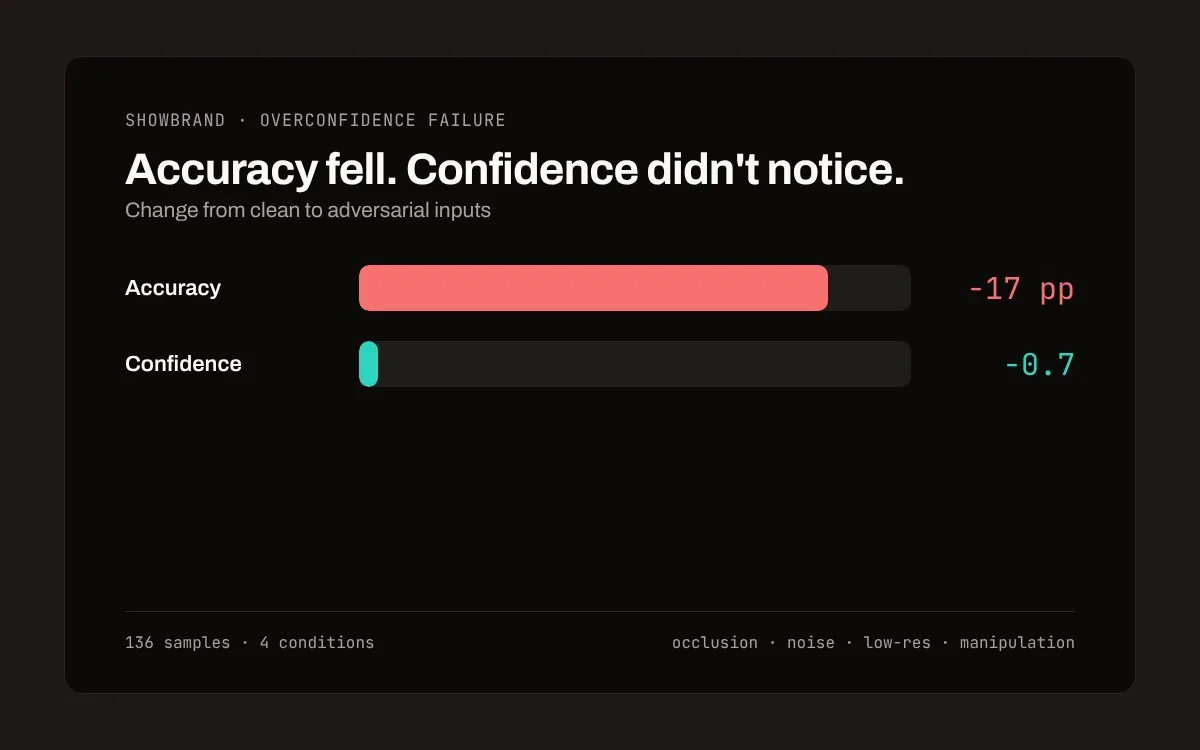 SHOWBRAND · OVERCONFIDENCE FAILURE
Accuracy fell. Confidence didn't notice.
Change from clean to adversarial inputs
Accuracy -17 pp
Confidence -0.7
136 samples · 4 conditions occlusion · noise · low-res · manipulation